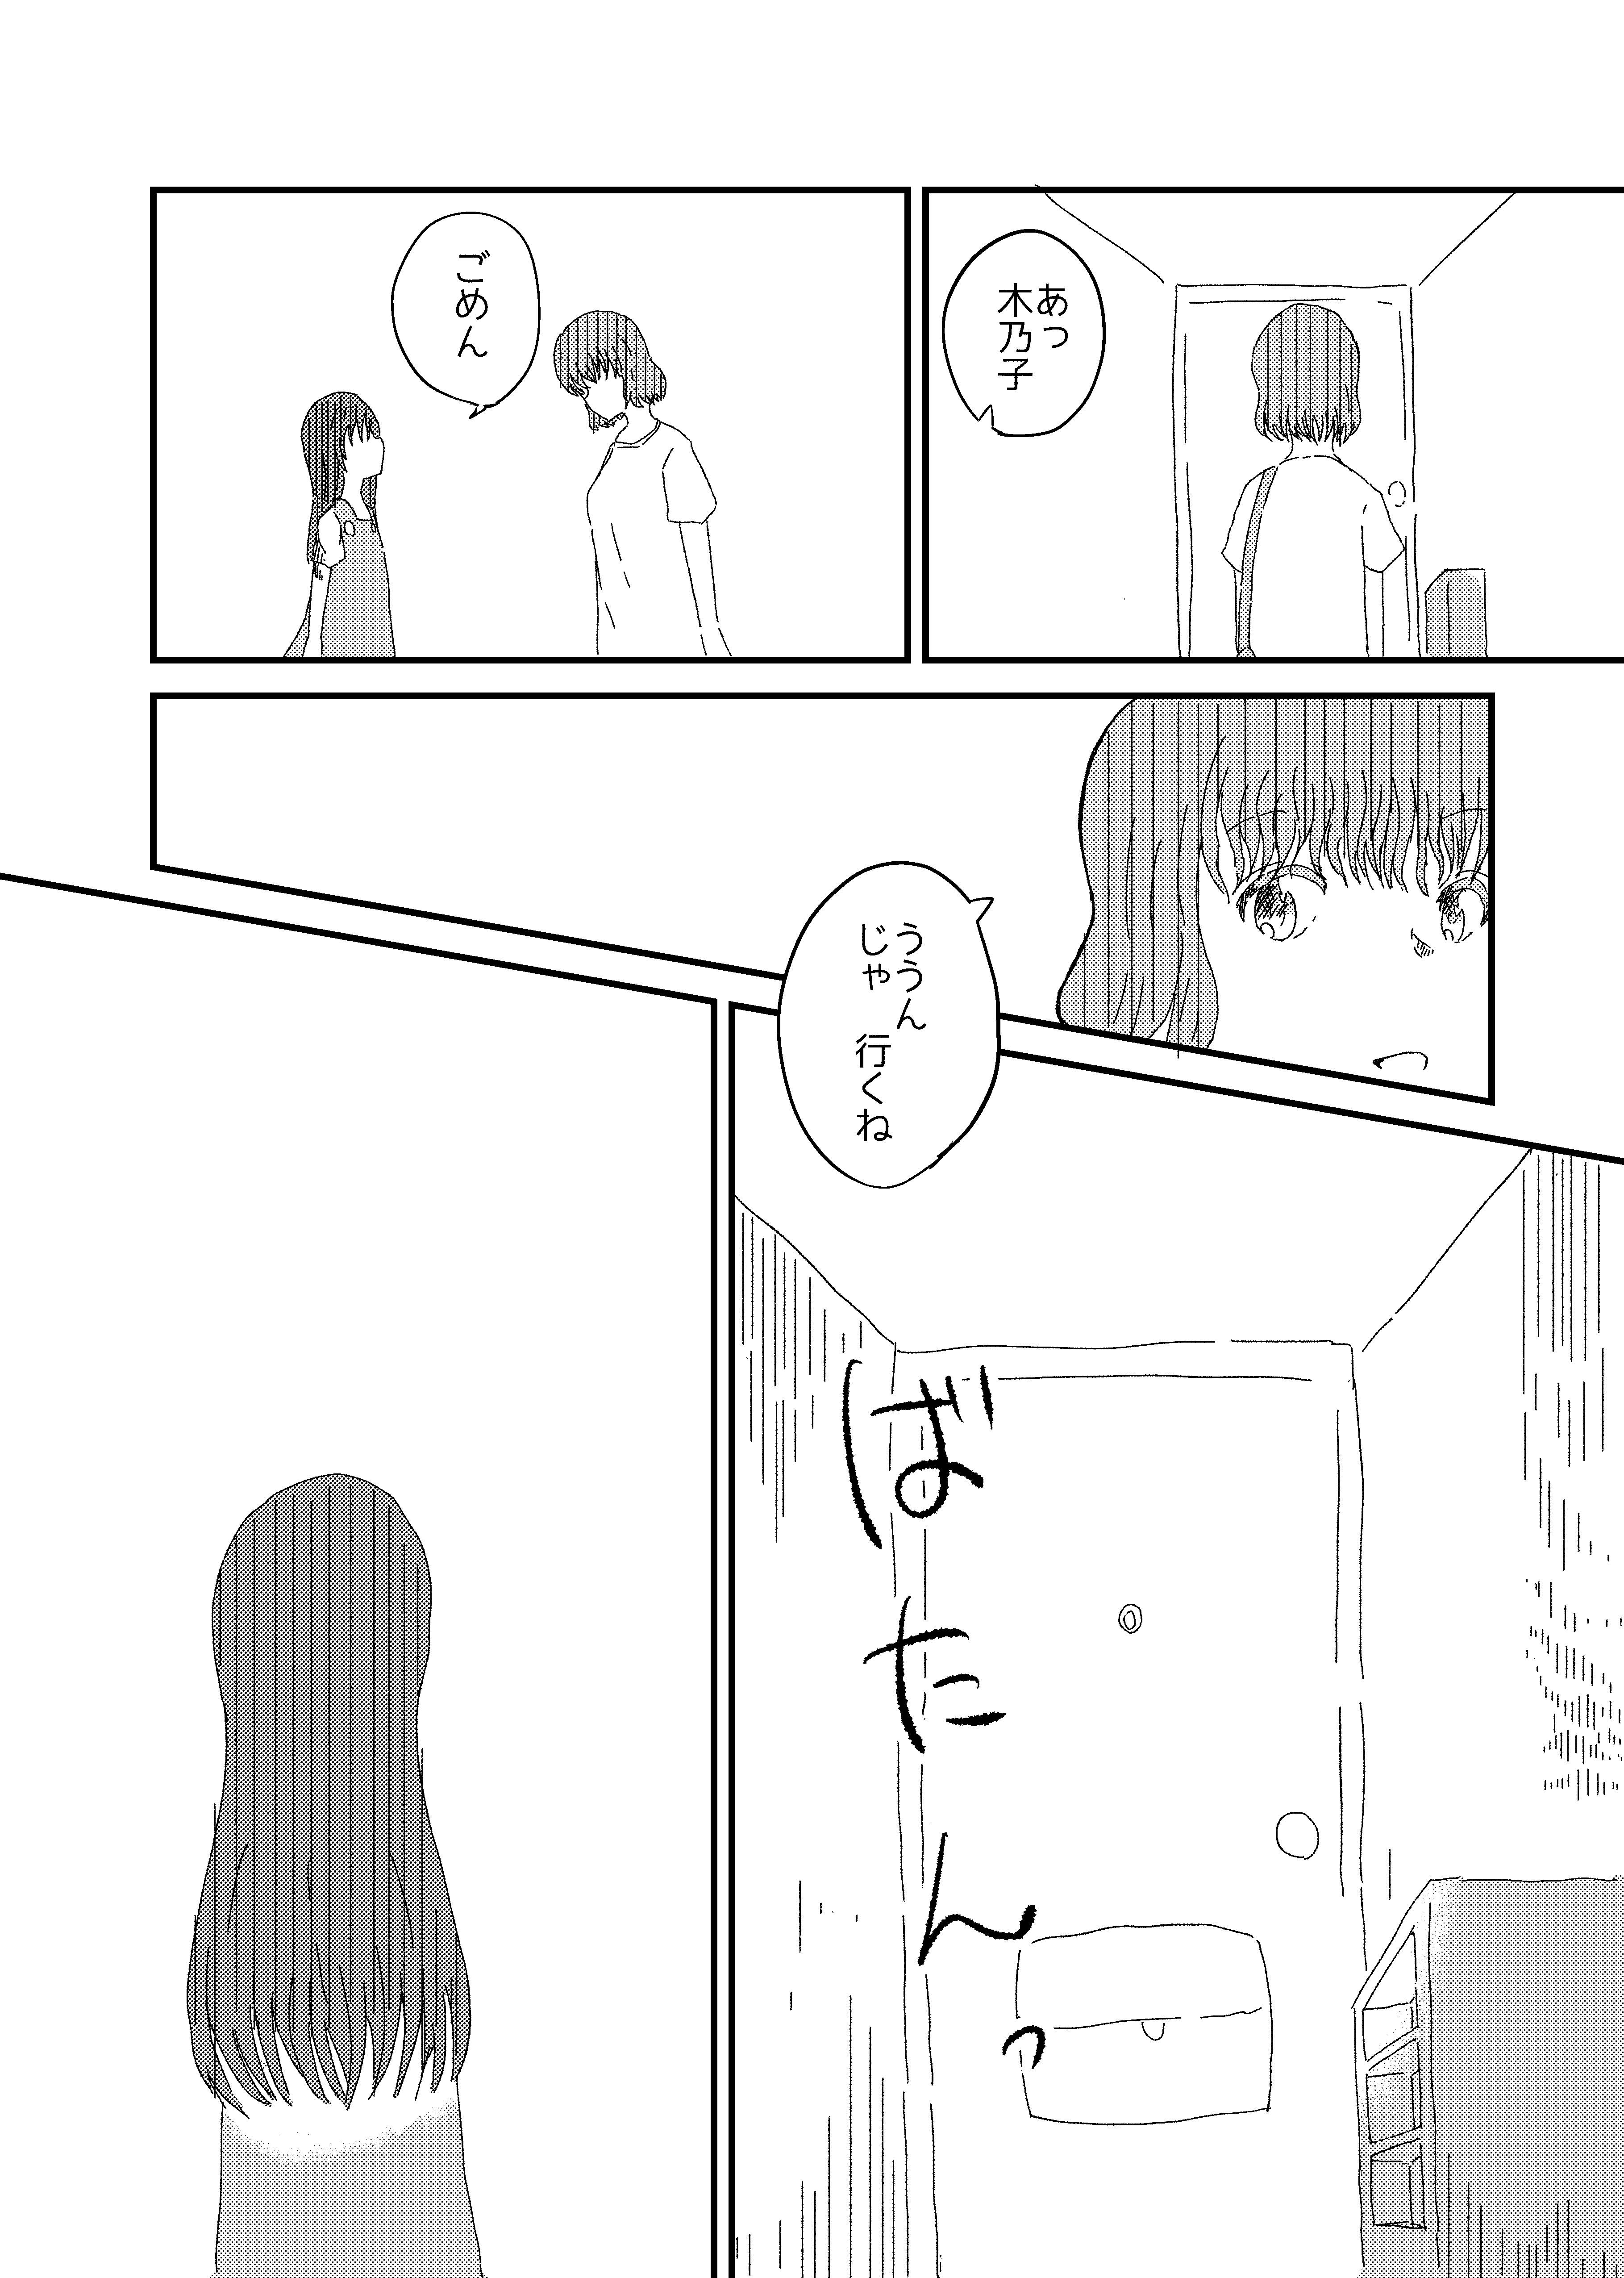 あっ
木乃子
ごめん
ううん
じゃ　行くね
ばたんっ